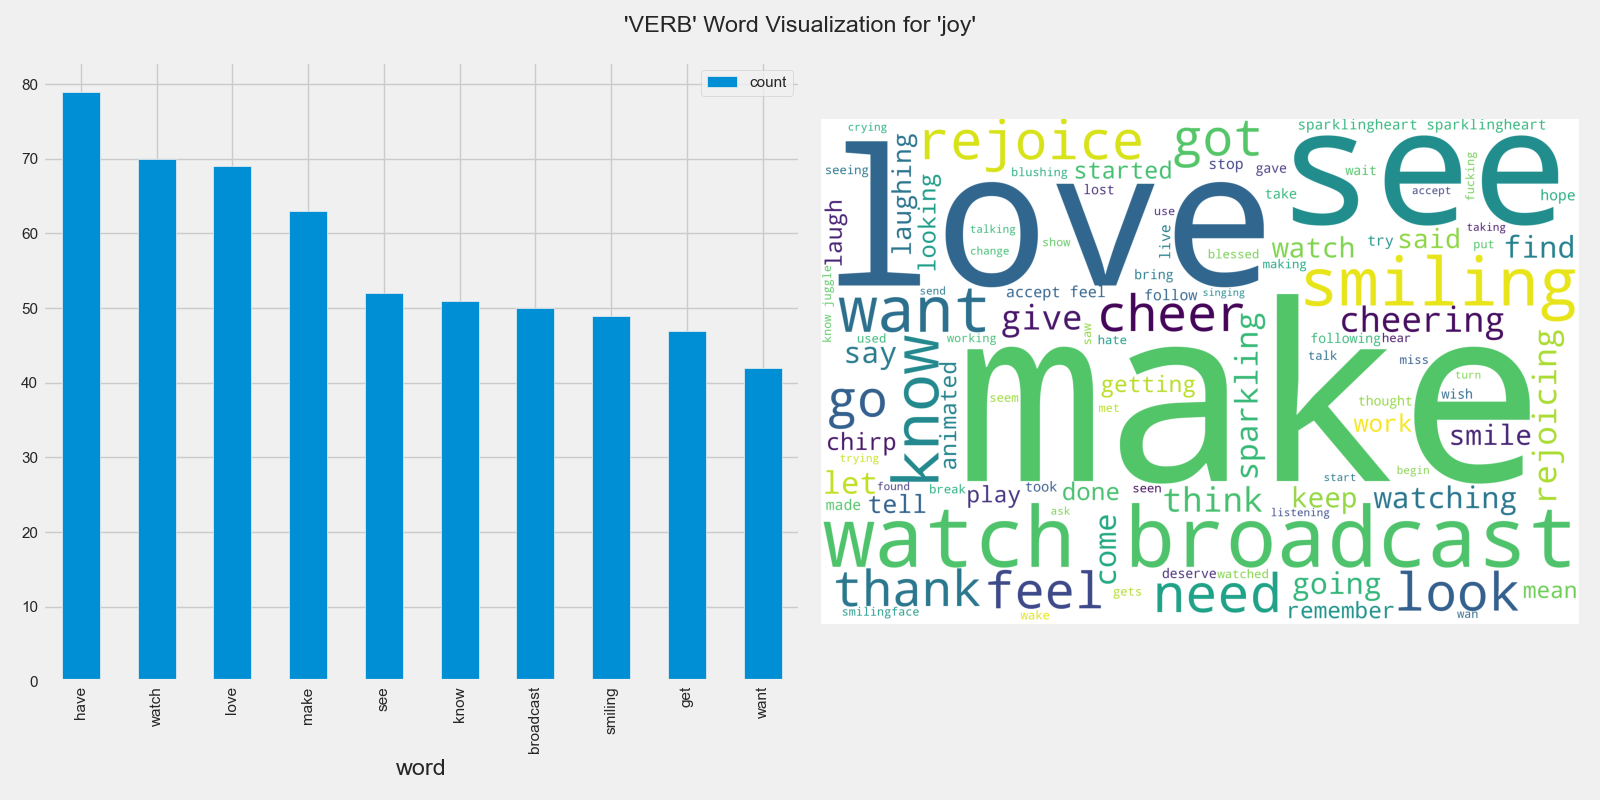 'VERB' Word Visualization for 'joy'
count
80
70
60
50
40
30
20
10
0
have
watch
love
make
see
know
broadcast
smiling
get
want
word
crying
rejoice
got
sparklingheart sparklingheart
see
seeing
laughing
looking
blushing
started
stop
gave
wait
accept
fucking
hope
love
lost
take
laugh
talking
use
live
change
show
blessed
watch
try
said
taking
put
find
making
bring
know juggle
send
accept feel
follow
singing
smiling
want
give
cheer
cheering
used
working
saw
hate
sparkling
following
hear
say
know
animated
make
talk
miss
rejoicing
getting
turn
go
seem
met
thought
wish
work
smile
chirp
trying
begin
start
let
found
break
play
took
done
seen
think
keep
watching
made
tell
ask
listening
watch
come
broadcast
thank
feel
deserve
watched
need
going
look
mean
gets
remember
smilingface
wake
wan